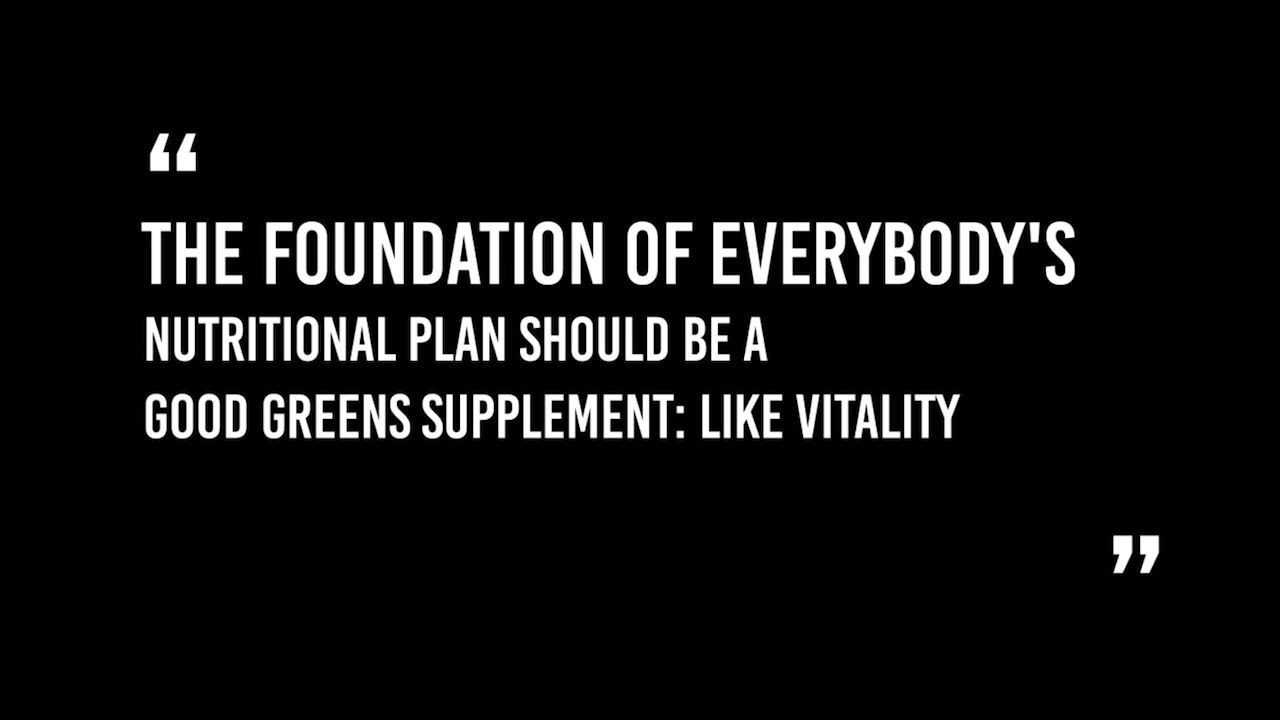 “
THE FOUNDATION OF EVERYBODY'S
NUTRITIONAL PLAN SHOULD BE A
GOOD GREENS SUPPLEMENT: LIKE VITALITY
”